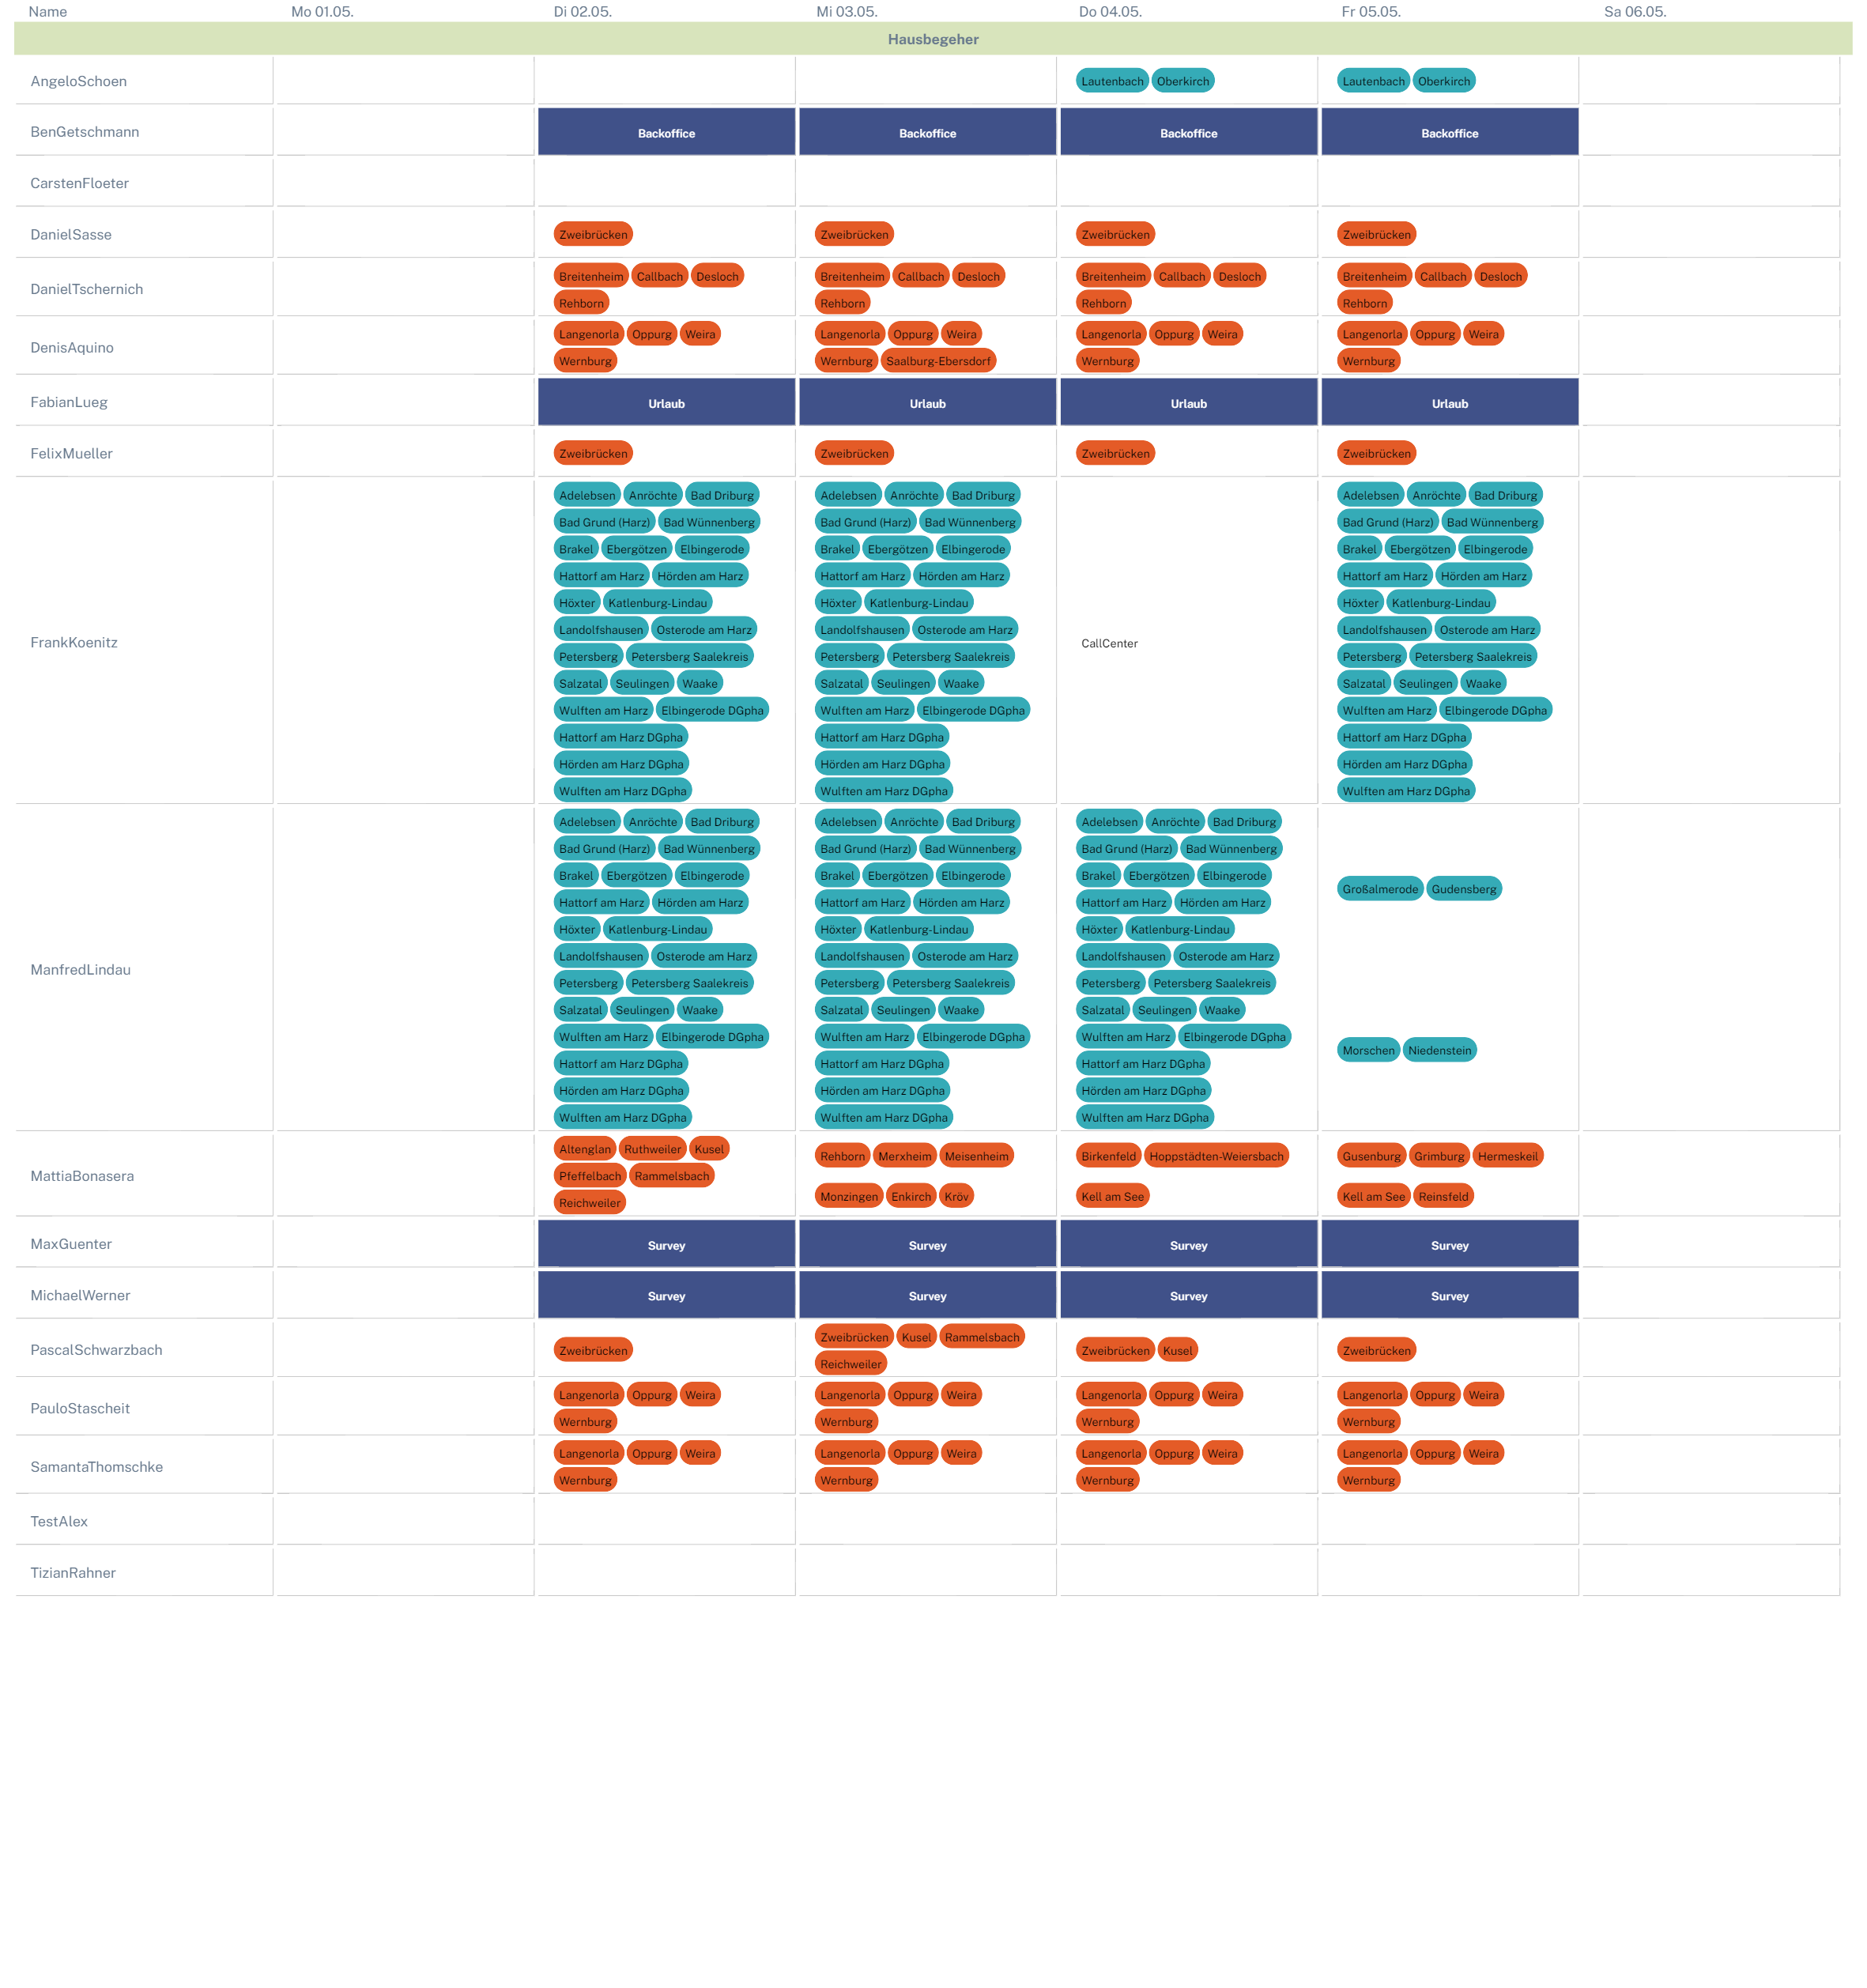 Name Mo 01.05. Di 02.05. Mi 03.05. Do 04.05. Fr 05.05. Sa 06.05.
Hausbegeher
AngeloSchoen Lautenbach Oberkirch Lautenbach Oberkirch
BenGetschmann Backoffice Backoffice Backoffice Backoffice
CarstenFloeter
DanielSasse Zweibrücken Zweibrücken Zweibrücken Zweibrücken
Breitenheim Callbach Desloch Breitenheim Callbach Desloch Breitenheim Callbach Desloch Breitenheim Callbach Desloch
DanielTschernich
Rehborn Rehborn Rehborn Rehborn
Langenorla Oppurg Weira Langenorla Oppurg Weira Langenorla Oppurg Weira Langenorla Oppurg Weira
DenisAquino
Wernburg Wernburg Saalburg-Ebersdorf Wernburg Wernburg
FabianLueg Urlaub Urlaub Urlaub Urlaub
FelixMueller Zweibrücken Zweibrücken Zweibrücken Zweibrücken
Adelebsen Anröchte Bad Driburg Adelebsen Anröchte Bad Driburg Adelebsen Anröchte Bad Driburg
Bad Grund (Harz) Bad Wünnenberg Bad Grund (Harz) Bad Wünnenberg Bad Grund (Harz) Bad Wünnenberg
Brakel Ebergötzen Elbingerode Brakel Ebergötzen Elbingerode Brakel Ebergötzen Elbingerode
Hattorf am Harz Hörden am Harz Hattorf am Harz Hörden am Harz Hattorf am Harz Hörden am Harz
Höxter Katlenburg-Lindau Höxter Katlenburg-Lindau Höxter Katlenburg-Lindau
Landolfshausen Osterode am Harz Landolfshausen Osterode am Harz Landolfshausen Osterode am Harz
FrankKoenitz CallCenter
Petersberg Petersberg Saalekreis Petersberg Petersberg Saalekreis Petersberg Petersberg Saalekreis
Salzatal Seulingen Waake Salzatal Seulingen Waake Salzatal Seulingen Waake
Wulften am Harz Elbingerode DGpha Wulften am Harz Elbingerode DGpha Wulften am Harz Elbingerode DGpha
Hattorf am Harz DGpha Hattorf am Harz DGpha Hattorf am Harz DGpha
Hörden am Harz DGpha Hörden am Harz DGpha Hörden am Harz DGpha
Wulften am Harz DGpha Wulften am Harz DGpha Wulften am Harz DGpha
Adelebsen Anröchte Bad Driburg Adelebsen Anröchte Bad Driburg Adelebsen Anröchte Bad Driburg
Bad Grund (Harz) Bad Wünnenberg Bad Grund (Harz) Bad Wünnenberg Bad Grund (Harz) Bad Wünnenberg
Brakel Ebergötzen Elbingerode Brakel Ebergötzen Elbingerode Brakel Ebergötzen Elbingerode
Großalmerode Gudensberg
Hattorf am Harz Hörden am Harz Hattorf am Harz Hörden am Harz Hattorf am Harz Hörden am Harz
Höxter Katlenburg-Lindau Höxter Katlenburg-Lindau Höxter Katlenburg-Lindau
Landolfshausen Osterode am Harz Landolfshausen Osterode am Harz Landolfshausen Osterode am Harz
ManfredLindau
Petersberg Petersberg Saalekreis Petersberg Petersberg Saalekreis Petersberg Petersberg Saalekreis
Salzatal Seulingen Waake Salzatal Seulingen Waake Salzatal Seulingen Waake
Wulften am Harz Elbingerode DGpha Wulften am Harz Elbingerode DGpha Wulften am Harz Elbingerode DGpha
Morschen Niedenstein
Hattorf am Harz DGpha Hattorf am Harz DGpha Hattorf am Harz DGpha
Hörden am Harz DGpha Hörden am Harz DGpha Hörden am Harz DGpha
Wulften am Harz DGpha Wulften am Harz DGpha Wulften am Harz DGpha
Altenglan Ruthweiler Kusel Rehborn Merxheim Meisenheim Birkenfeld Hoppstädten-Weiersbach Gusenburg Grimburg Hermeskeil
MattiaBonasera Pfeffelbach Rammelsbach
Reichweiler Monzingen Enkirch Kröv Kell am See Kell am See Reinsfeld
MaxGuenter Survey Survey Survey Survey
MichaelWerner Survey Survey Survey Survey
Zweibrücken Kusel Rammelsbach
PascalSchwarzbach Zweibrücken Zweibrücken Kusel Zweibrücken
Reichweiler
Langenorla Oppurg Weira Langenorla Oppurg Weira Langenorla Oppurg Weira Langenorla Oppurg Weira
PauloStascheit
Wernburg Wernburg Wernburg Wernburg
Langenorla Oppurg Weira Langenorla Oppurg Weira Langenorla Oppurg Weira Langenorla Oppurg Weira
SamantaThomschke
Wernburg Wernburg Wernburg Wernburg
TestAlex
TizianRahner